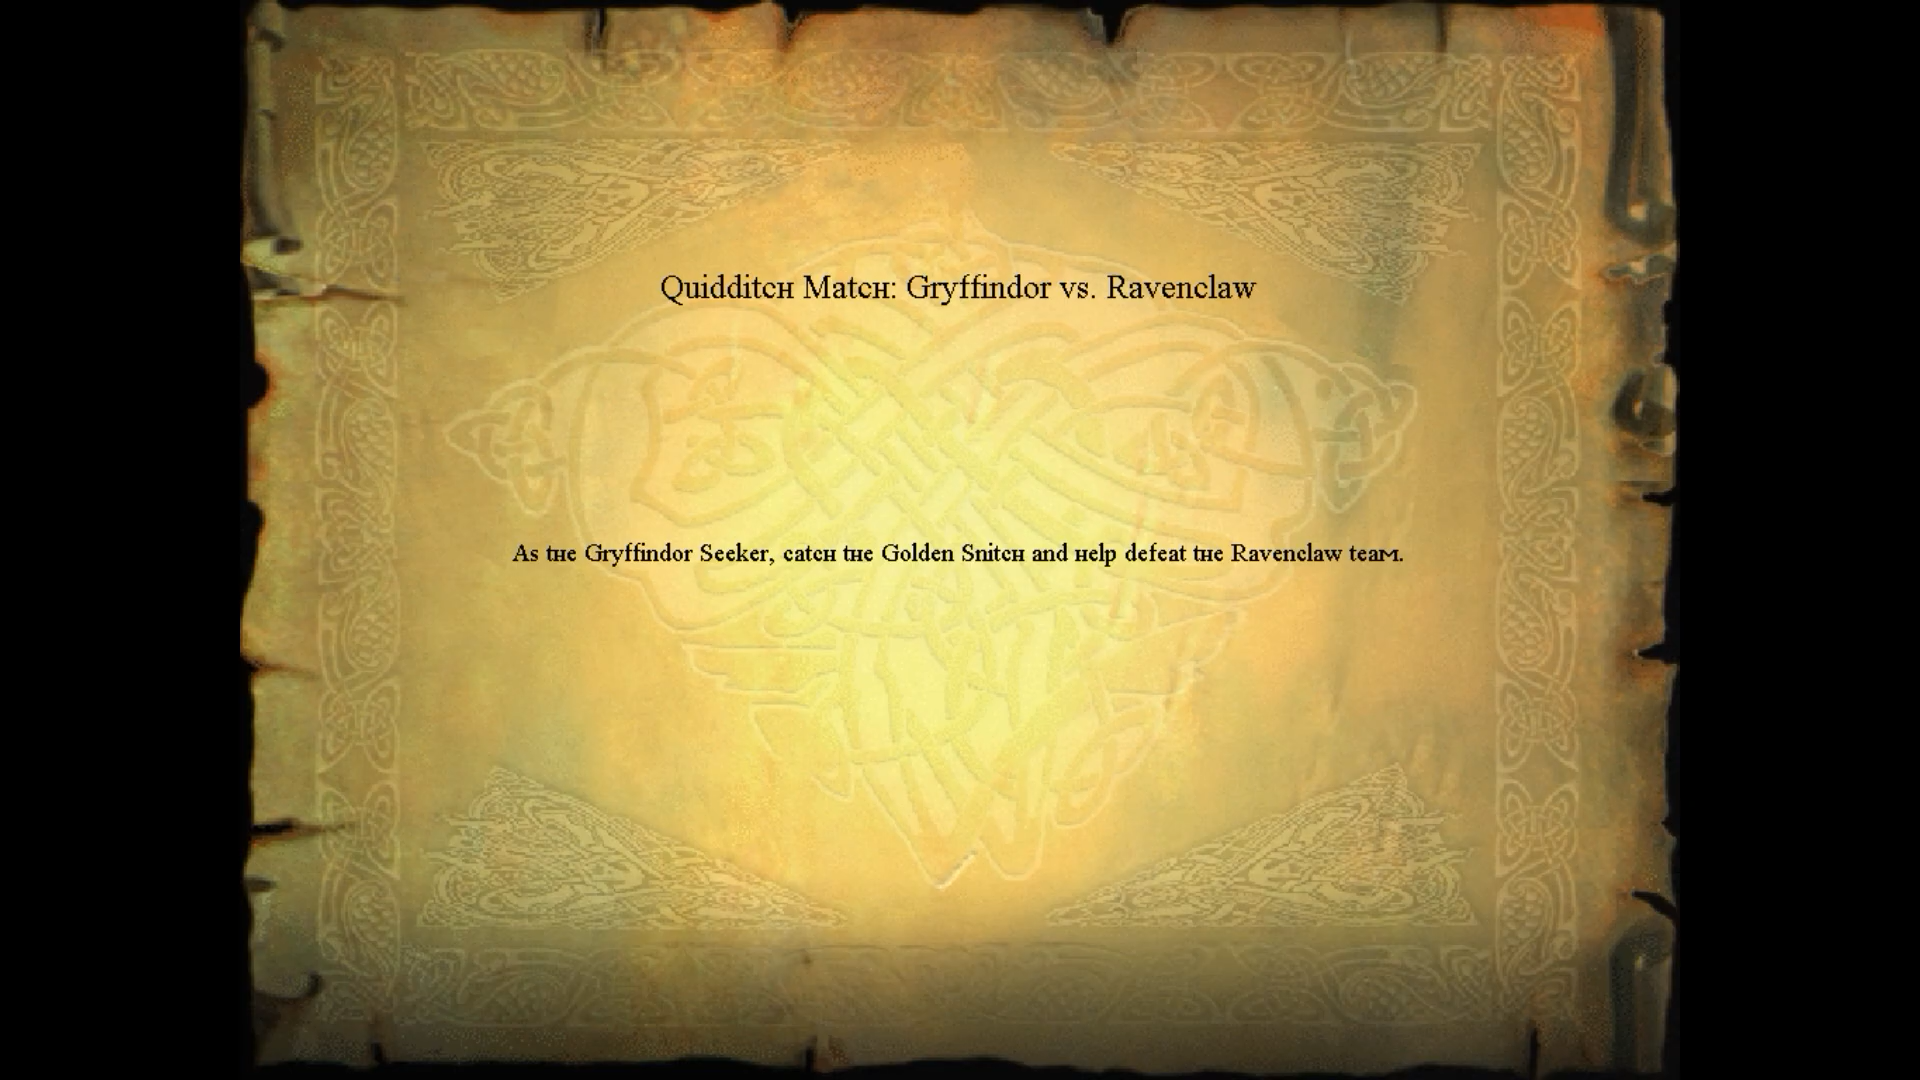 Quidditch Match: Gryffindor vs. Ravenclaw
As the Gryffindor Seeker, catch the Golden Snitch and help defeat the Ravenclaw team.